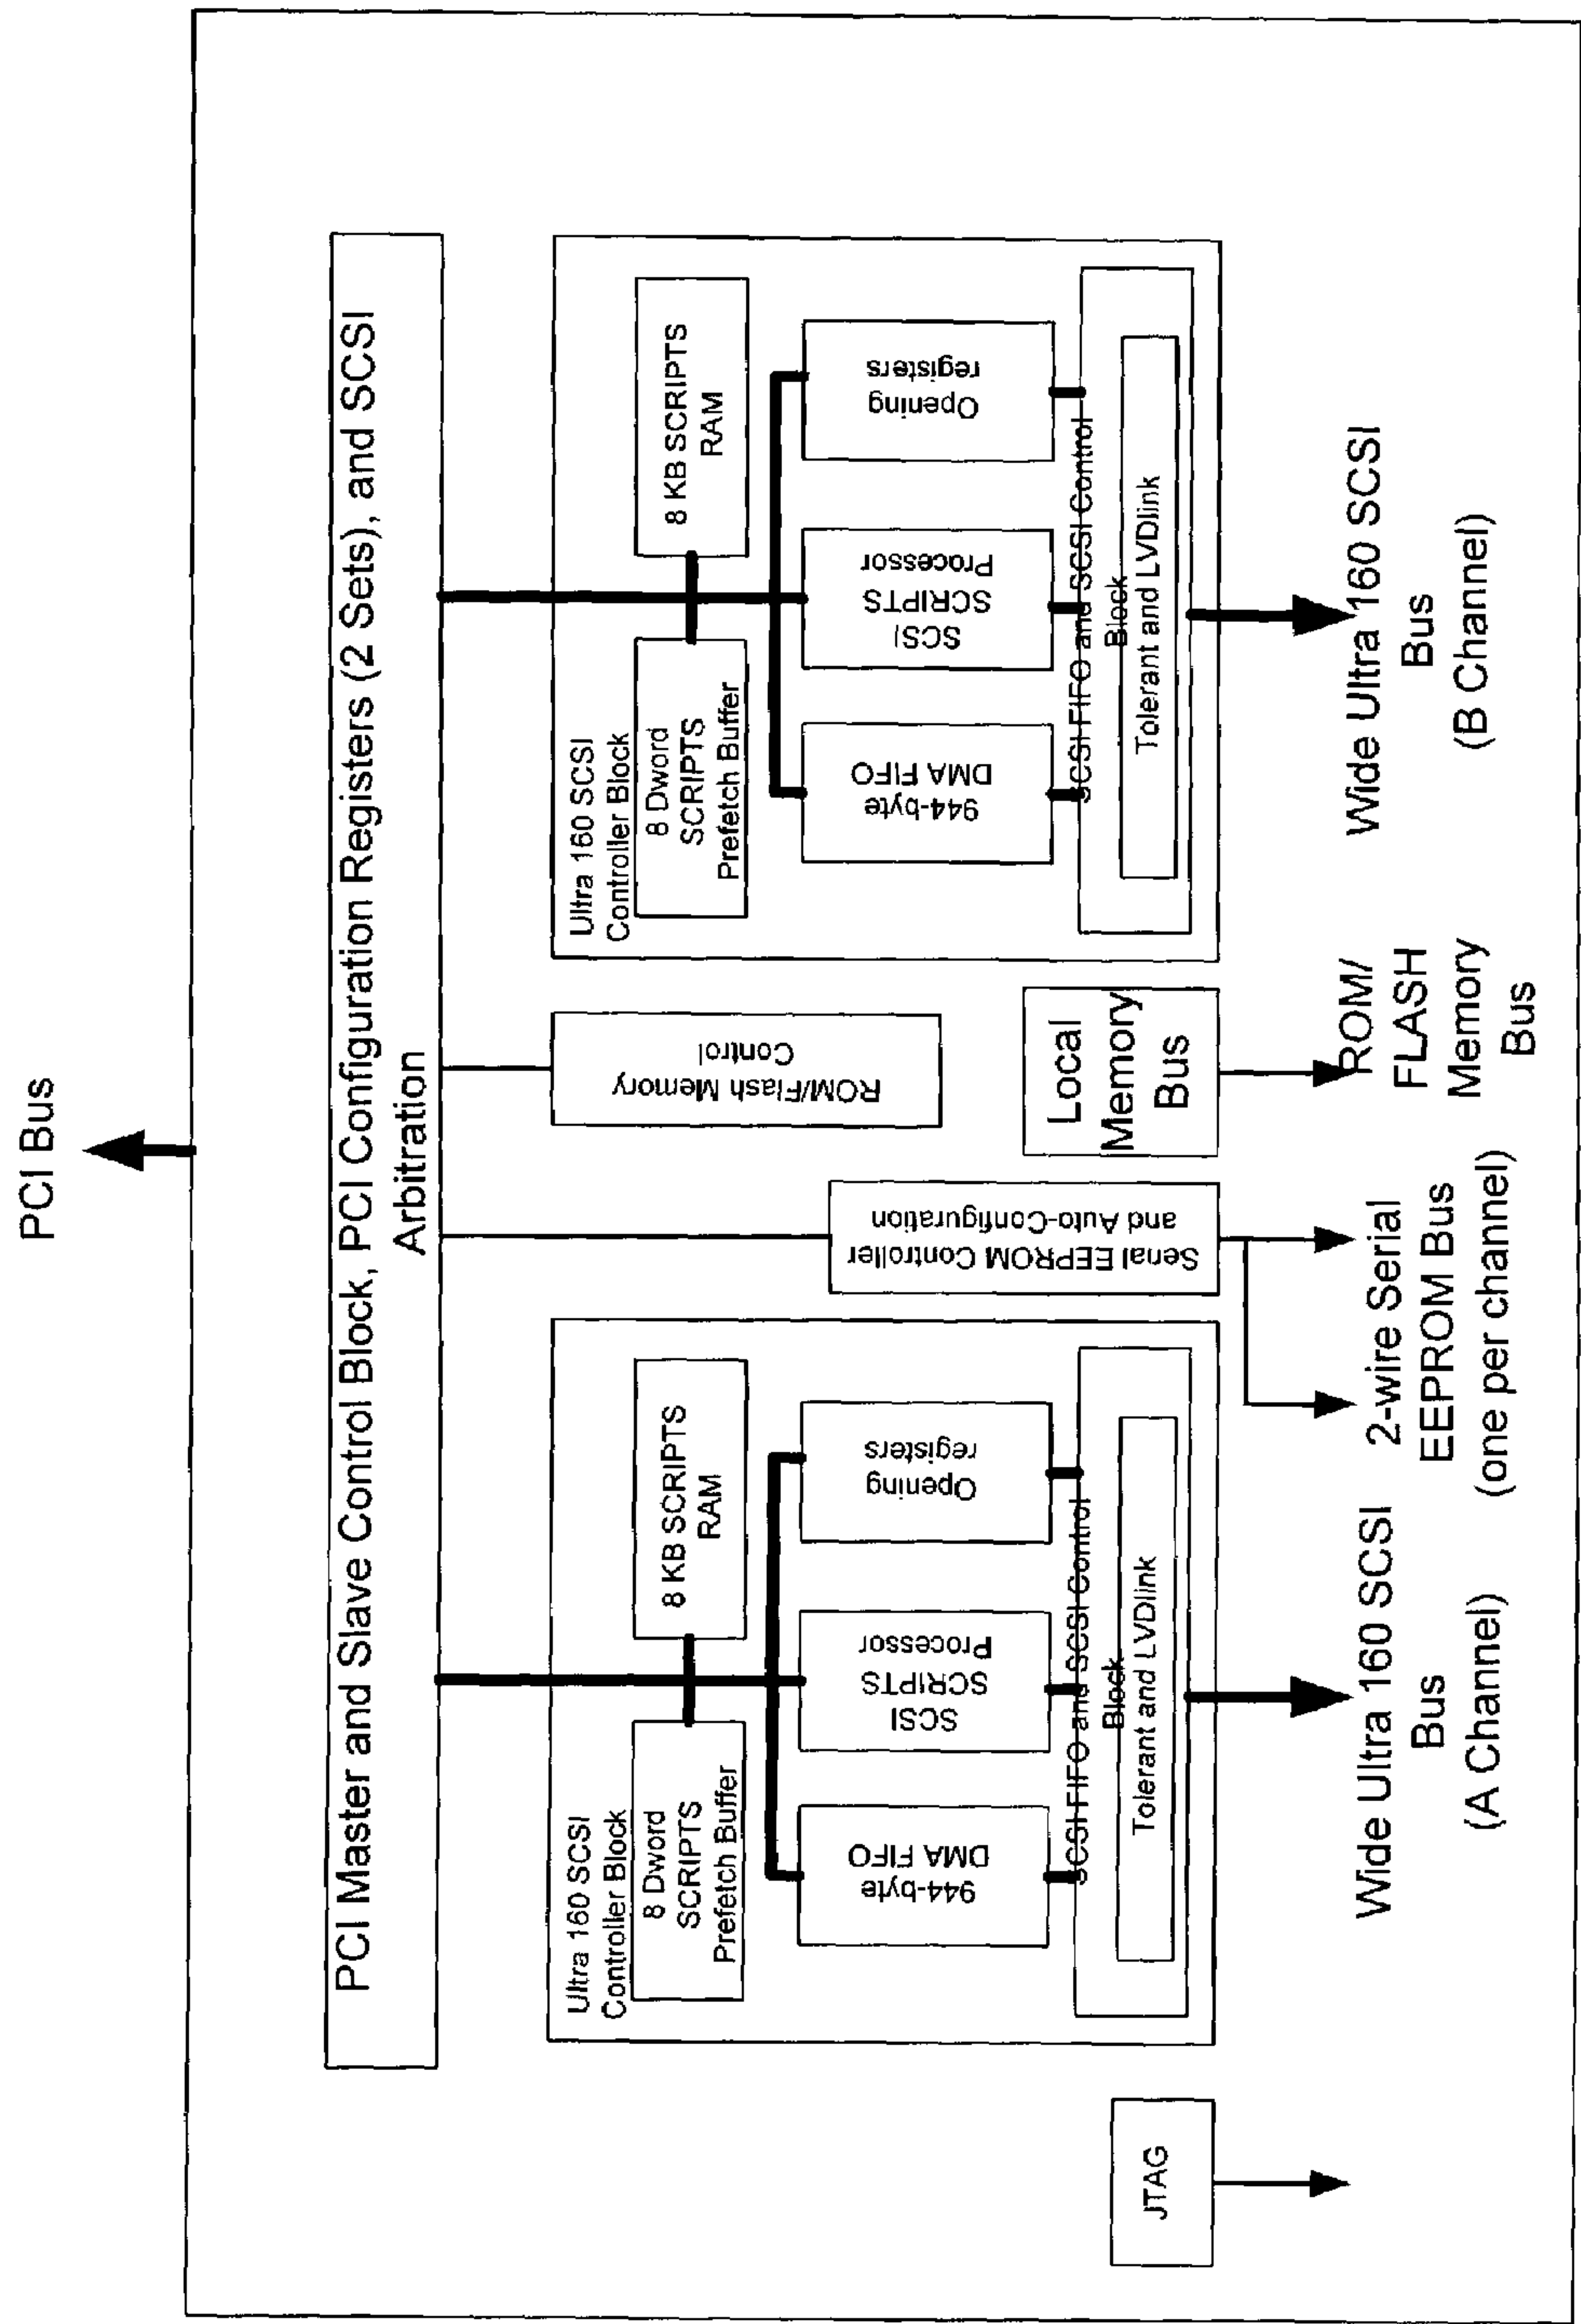 PCI Bus
PCI Master and Slave Control Block, PCI Configuration Registers (2 Sets), and SCSI
Arbitration
Ultra 160 SCSI
Controller Block
8 Dword
SCRIPTS
Prefetch Buffer
8 KB SCRIPTS
RAM
944-byte
DMA FIFO
SCSI
SCRIPTS
Processor
Opening
registers
SCSI FIFO and SCSI Control
Block
Tolerant and LVDlink
Serial EEPROM Controller
and Auto-Configuration
ROM/Flash Memory
Control
Local
Memory
Bus
Ultra 160 SCSI
Controller Block
8 Dword
SCRIPTS
Prefetch Buffer
8 KB SCRIPTS
RAM
944-byte
DMA FIFO
SCSI
SCRIPTS
Processor
Opening
registers
SCSI FIFO and SCSI Control
Block
Tolerant and LVDlink
JTAG
Wide Ultra 160 SCSI
Bus
(A Channel)
2-wire Serial
EEPROM Bus
(one per channel)
ROM/
FLASH
Memory
Bus
Wide Ultra 160 SCSI
Bus
(B Channel)